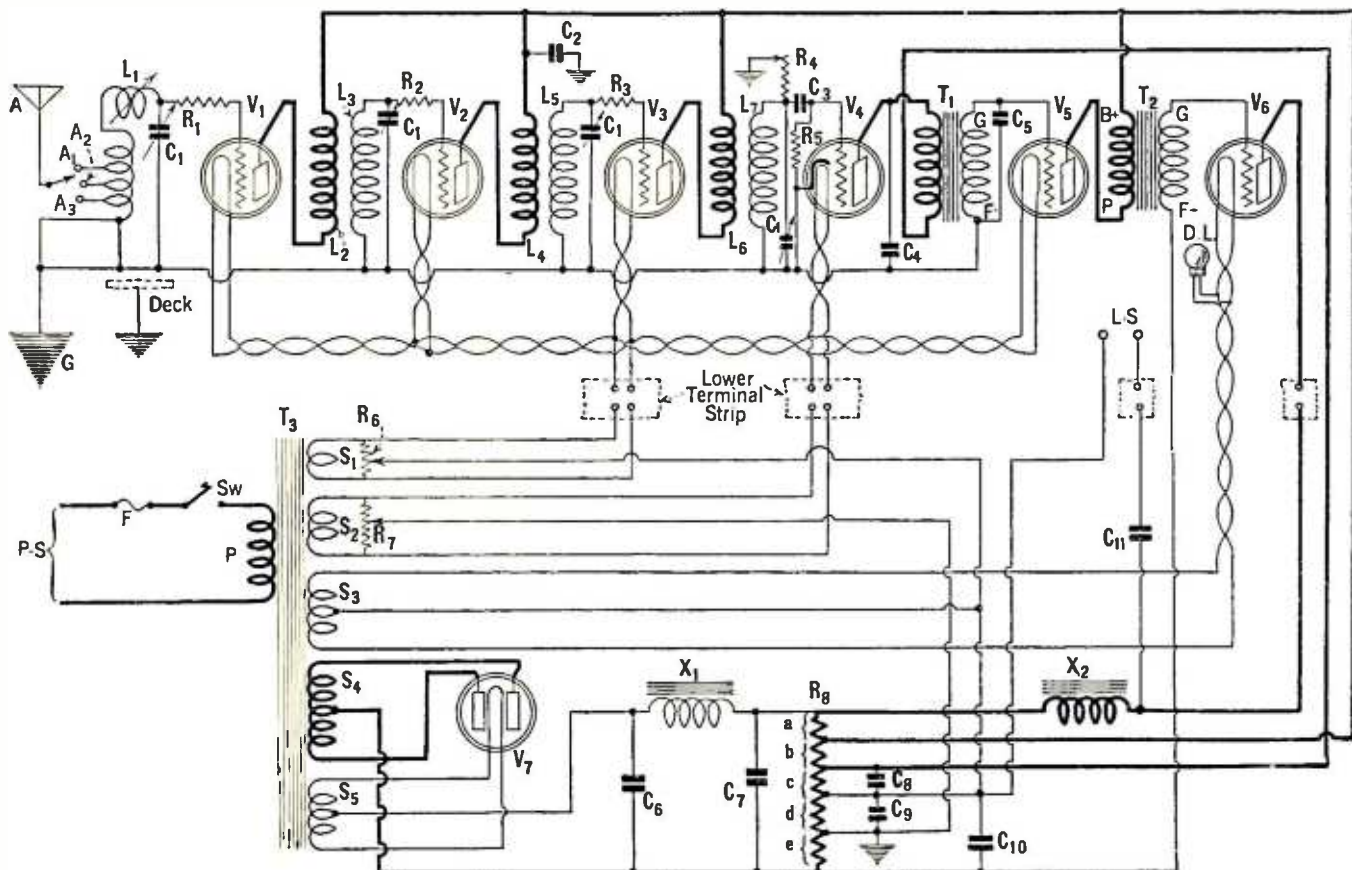 A
A1
A2
A3
L1
R1
C1
V1
L2
L3
C1
R2
V2
C2
L4
L5
C1
R3
V3
L6
L7
R4
C3
R5
C1
V4
C4
T1
G
C5
F-
V5
B+
P
T2
G
F+
V6
D.L.
Deck
G
L-S
Lower
Terminal
Strip
T3
R6
S1
S2
R7
S3
S4
S5
P-S
F
Sw
P
V7
X1
C6
C7
R8
a
b
c
d
e
C8
C9
C10
X2
C11